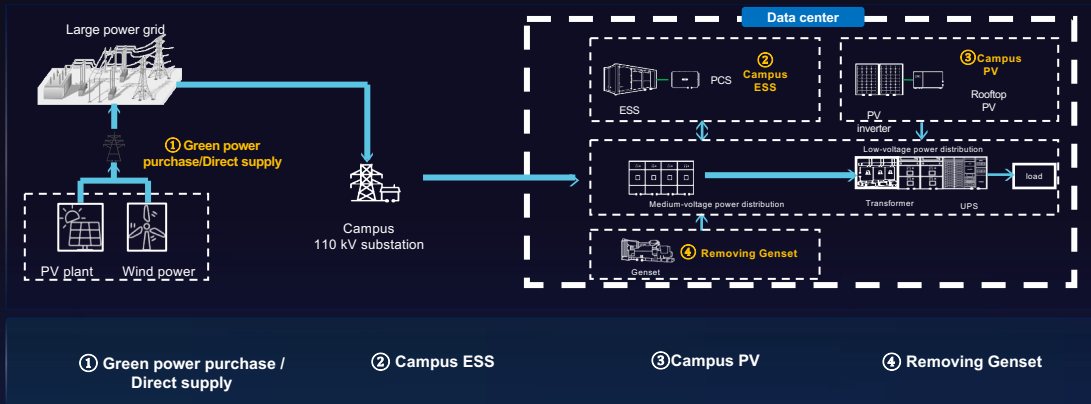 Data center
Large power grid
① Green power
purchase/Direct supply
PV plant
Wind power
Campus
110 kV substation
②
Campus
ESS
PCS
ESS
③Campus
PV
Rooftop
PV
PV
inverter
Low-voltage power distribution
Medium-voltage power distribution
Transformer
UPS
load
④ Removing Genset
Genset
① Green power purchase /
Direct supply
② Campus ESS
③Campus PV
④ Removing Genset